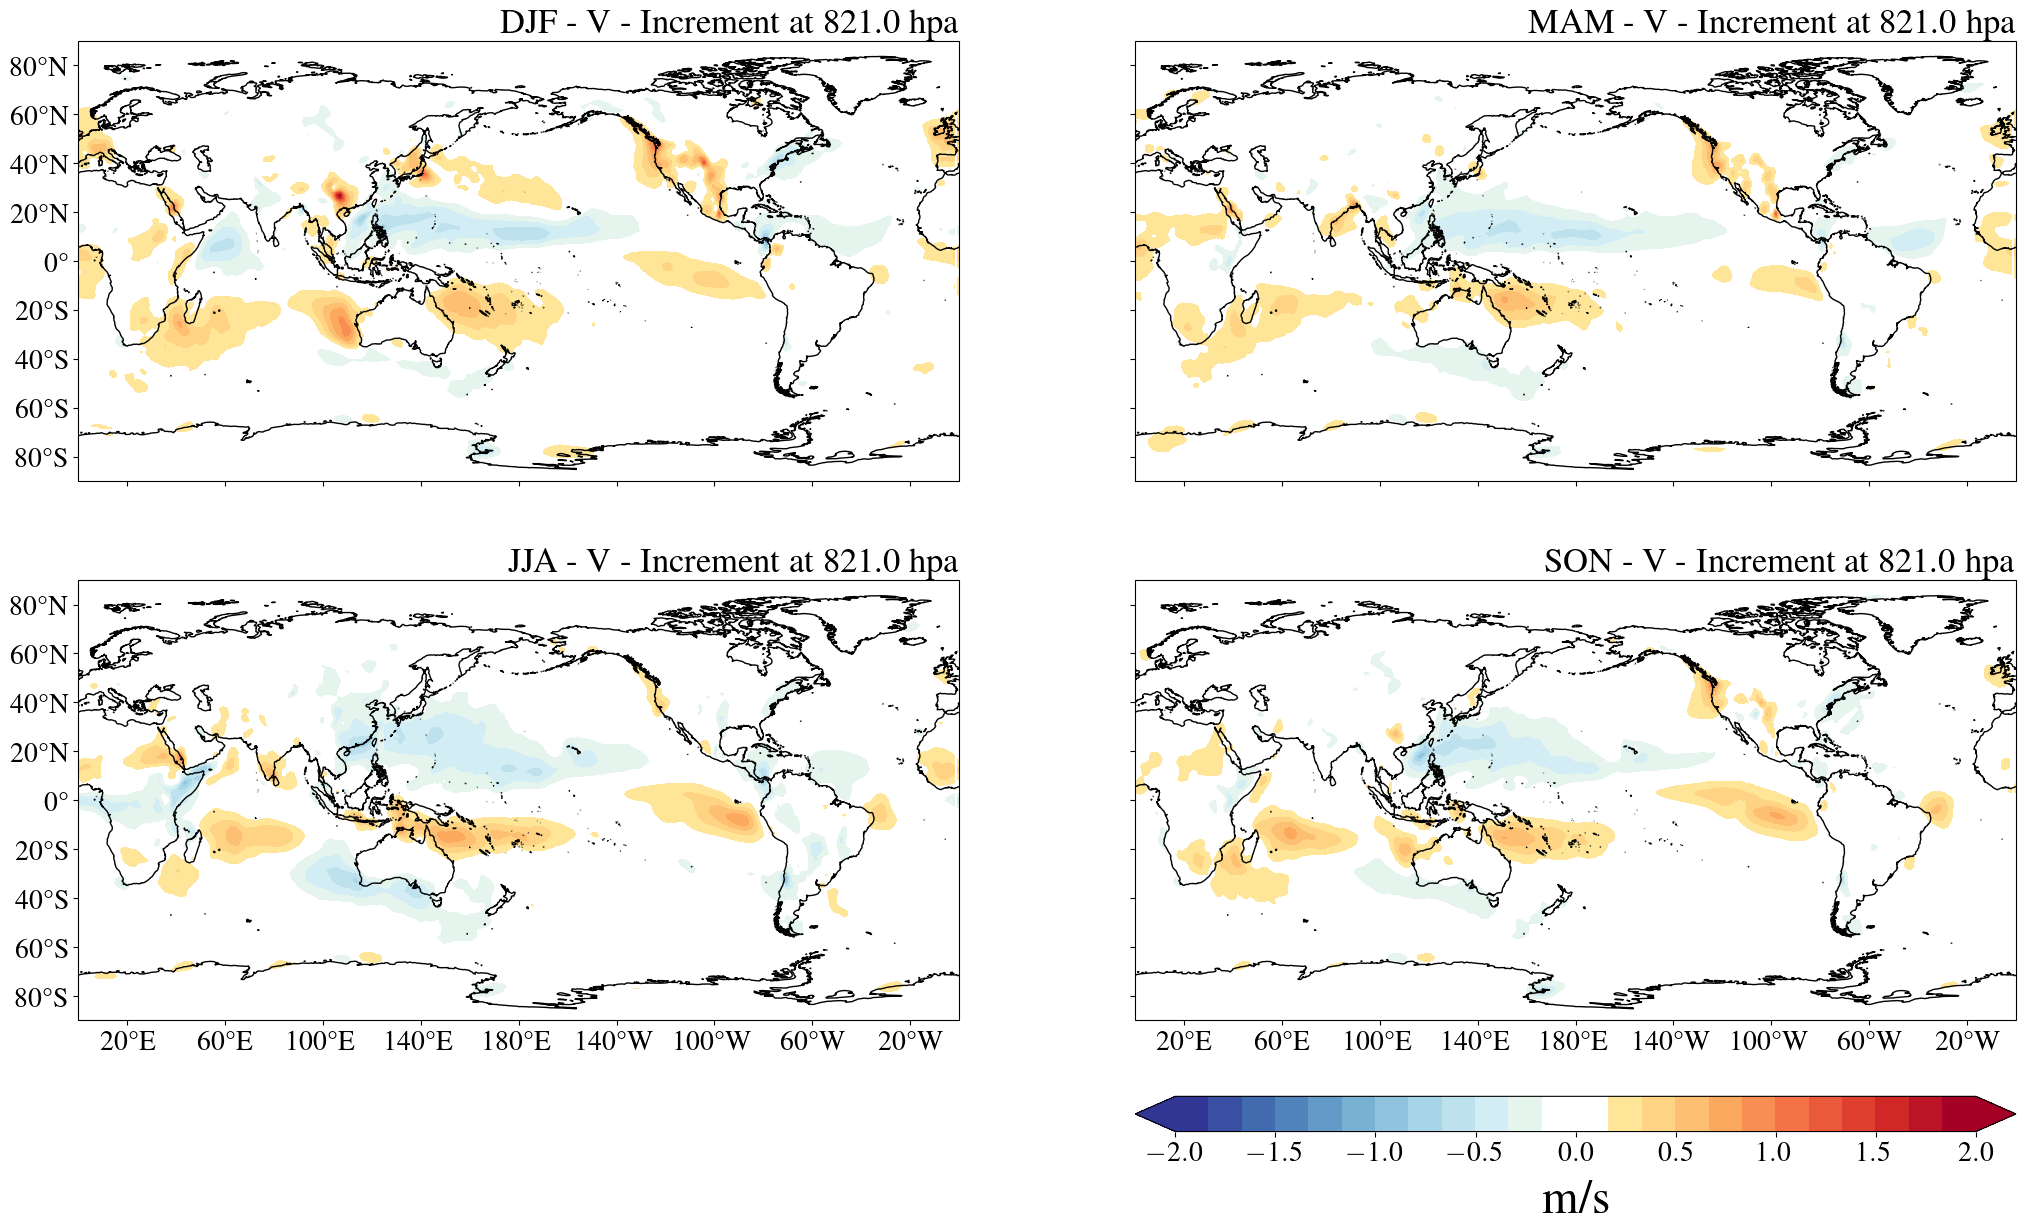 DJF - V - Increment at 821.0 hpa
MAM - V - Increment at 821.0 hpa
80°N
60°N
40°N
20°N
0°
20°S
40°S
60°S
80°S
JJA - V - Increment at 821.0 hpa
SON - V - Increment at 821.0 hpa
80°N
60°N
40°N
20°N
0°
20°S
40°S
60°S
80°S
20°E 60°E 100°E 140°E 180°E 140°W 100°W 60°W 20°W
20°E 60°E 100°E 140°E 180°E 140°W 100°W 60°W 20°W
−2.0 −1.5 −1.0 −0.5 0.0 0.5 1.0 1.5 2.0
m/s